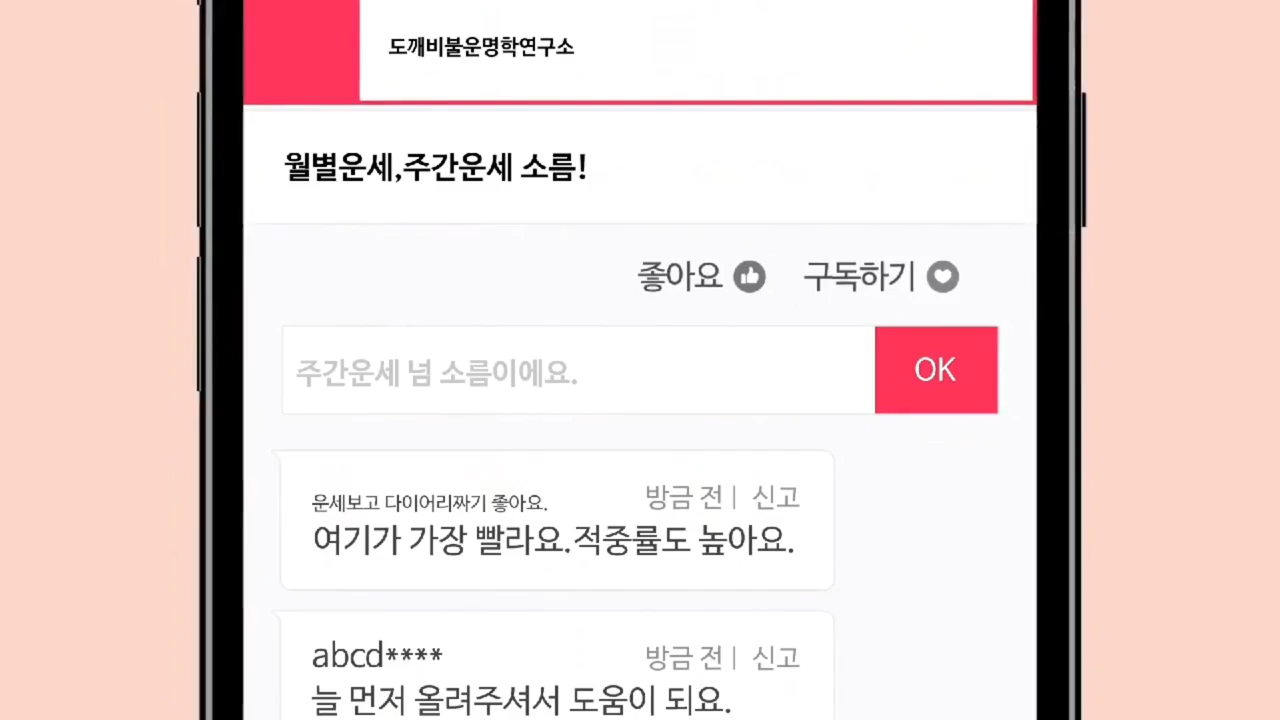 도깨비불운명학연구소
월별운세,주간운세 소름!
좋아요 구독하기
주간운세 넘 소름이에요.
OK
운세보고 다이어리짜기 좋아요.
방금 전 | 신고
여기가 가장 빨라요.적중률도 높아요.
abcd****
방금 전 | 신고
늘 먼저 올려주셔서 도움이 되요.